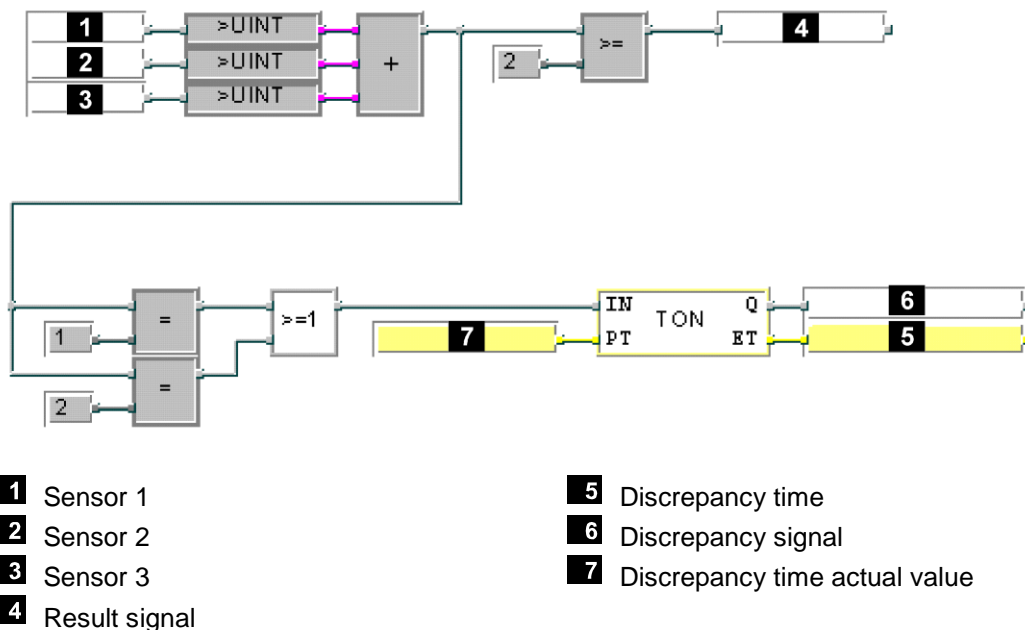 1 >UINT
2 >UINT +
3 >UINT
2 >= 4
1 =
2 =
>=1
7
IN Q
TON
PT ET
6
5
1 Sensor 1
2 Sensor 2
3 Sensor 3
4 Result signal
5 Discrepancy time
6 Discrepancy signal
7 Discrepancy time actual value